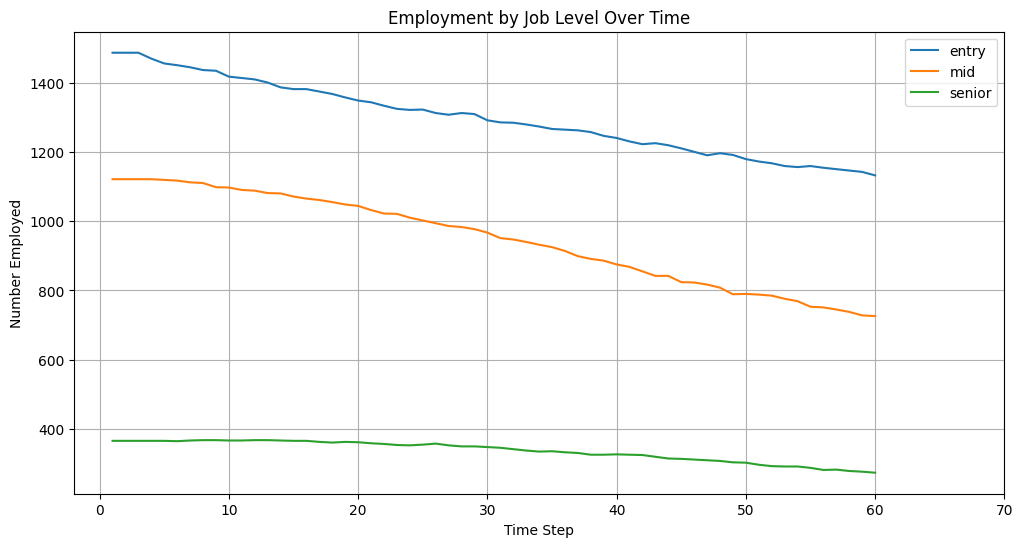 Employment by Job Level Over Time
entry
mid
senior
Number Employed
1400
1200
1000
800
600
400
0 10 20 30 40 50 60 70
Time Step